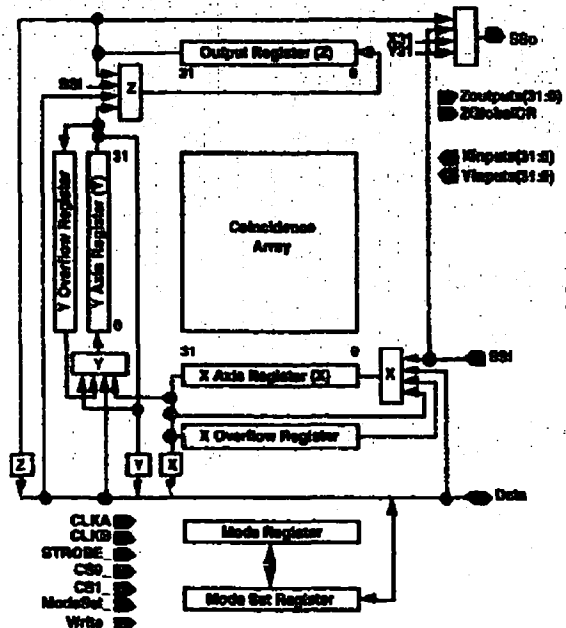 Output Register (Z)
SSo
X31
Y31
31
0
SSI
Z
Zoutputs(31:0)
ZGlobalOR
Xinputs(31:0)
Yinputs(31:0)
31
Y Overflow Register
Y Axis Register (Y)
0
Coincidence
Array
Y
31
0
X Axis Register (X)
X
SSI
X Overflow Register
Z
Y
X
Data
CLKA
CLKB
STROBE_
CS0_
CS1_
ModeSet_
Write
Mode Register
Mode Set Register